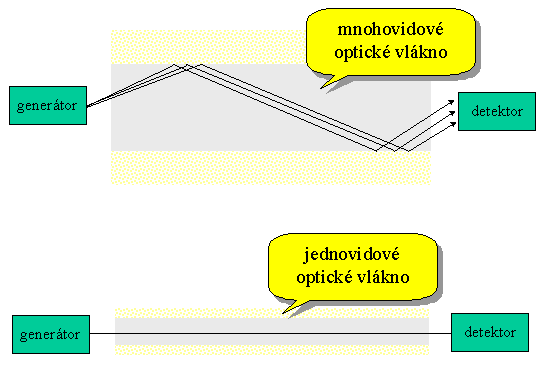 mnohovidové
optické vlákno
generátor
detektor
jednovidové
optické vlákno
generátor
detektor